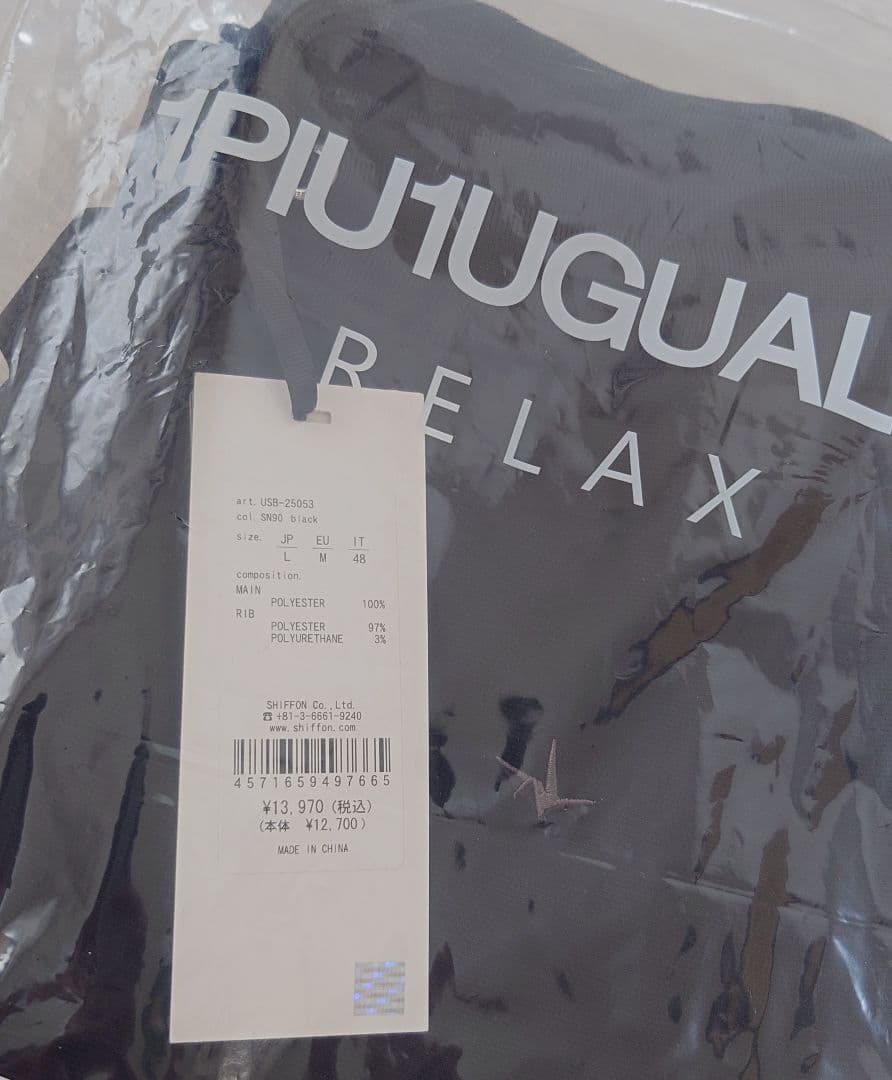 1PIU1UGUAL
RELAX
art. USB-25053
col. SN90 black
size. JP EU IT
L M 48
composition.
MAIN
POLYESTER 100%
RIB
POLYESTER 97%
POLYURETHANE 3%
SHIFFON Co.,Ltd.
☎ +81-3-6661-9240
www.shiffon.com
4571659497665
¥13,970 (税込)
(本体 ¥12,700)
MADE IN CHINA